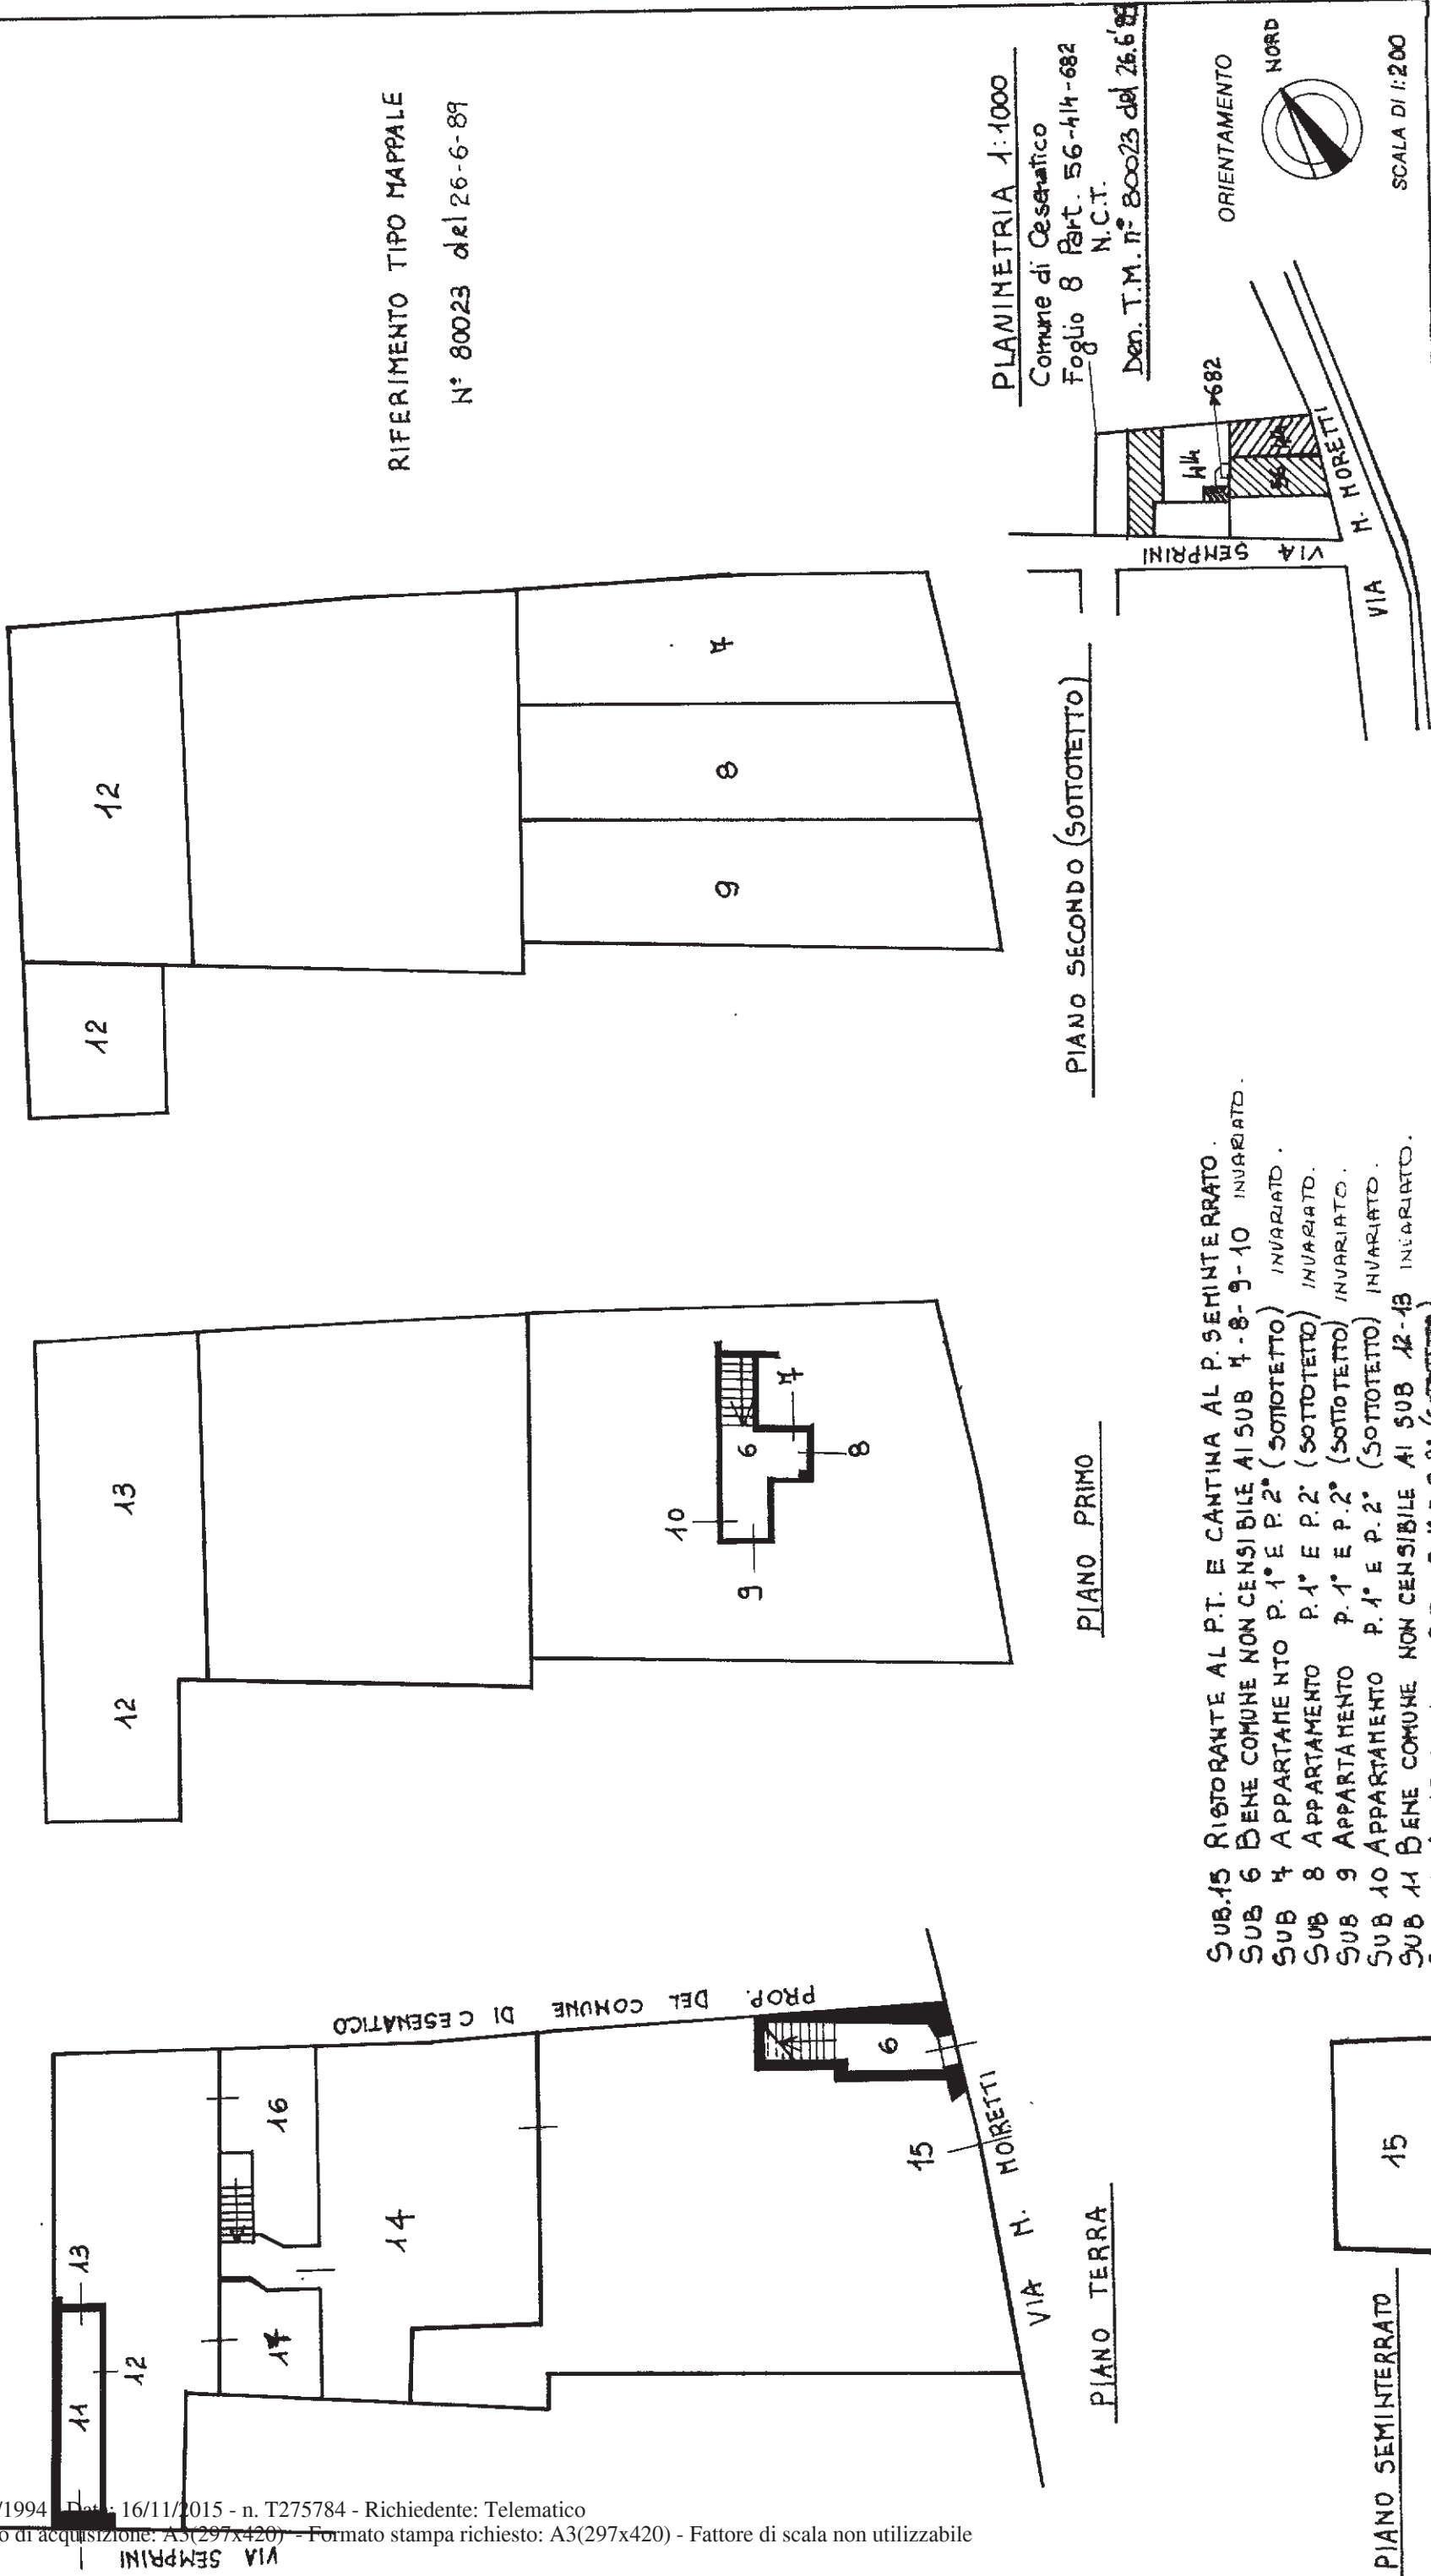 RIFERIMENTO TIPO MAPPALE
N° 80023 del 26-6-89
12
12
7
8
9
PIANO SECONDO (SOTTOTETTO)
13
12
6
7
8
9
10
PIANO PRIMO
PROP. DEL COMUNE DI CESENATICO
11
12
13
14
15
16
17
6
VIA M. MORETTI
VIA SEMPRINI
PIANO TERRA
15
PIANO SEMINTERRATO
PLANIMETRIA 1:1000
Comune di Cesenatico
Foglio 8 Part. 56-414-682
N.C.T.
Den. T.M. n° 80023 del 26.6'89
682
414
56
VIA SEMPRINI
VIA M. MORETTI
ORIENTAMENTO
NORD
SCALA DI 1:200
SUB.15 RISTORANTE AL P.T. E CANTINA AL P. SEMINTERRATO.
SUB 6 BENE COMUNE NON CENSIBILE AI SUB 7-8-9-10 INVARIATO.
SUB 7 APPARTAMENTO P.1° E P.2° (SOTTOTETTO) INVARIATO.
SUB 8 APPARTAMENTO P.1° E P.2° (SOTTOTETTO) INVARIATO.
SUB 9 APPARTAMENTO P.1° E P.2° (SOTTOTETTO) INVARIATO.
SUB 10 APPARTAMENTO P.1° E P.2° (SOTTOTETTO) INVARIATO.
SUB 11 BENE COMUNE NON CENSIBILE AI SUB 12-13 INVARIATO.
/1994 - Data: 16/11/2015 - n. T275784 - Richiedente: Telematico
o di acquisizione: A3(297x420) - Formato stampa richiesto: A3(297x420) - Fattore di scala non utilizzabile